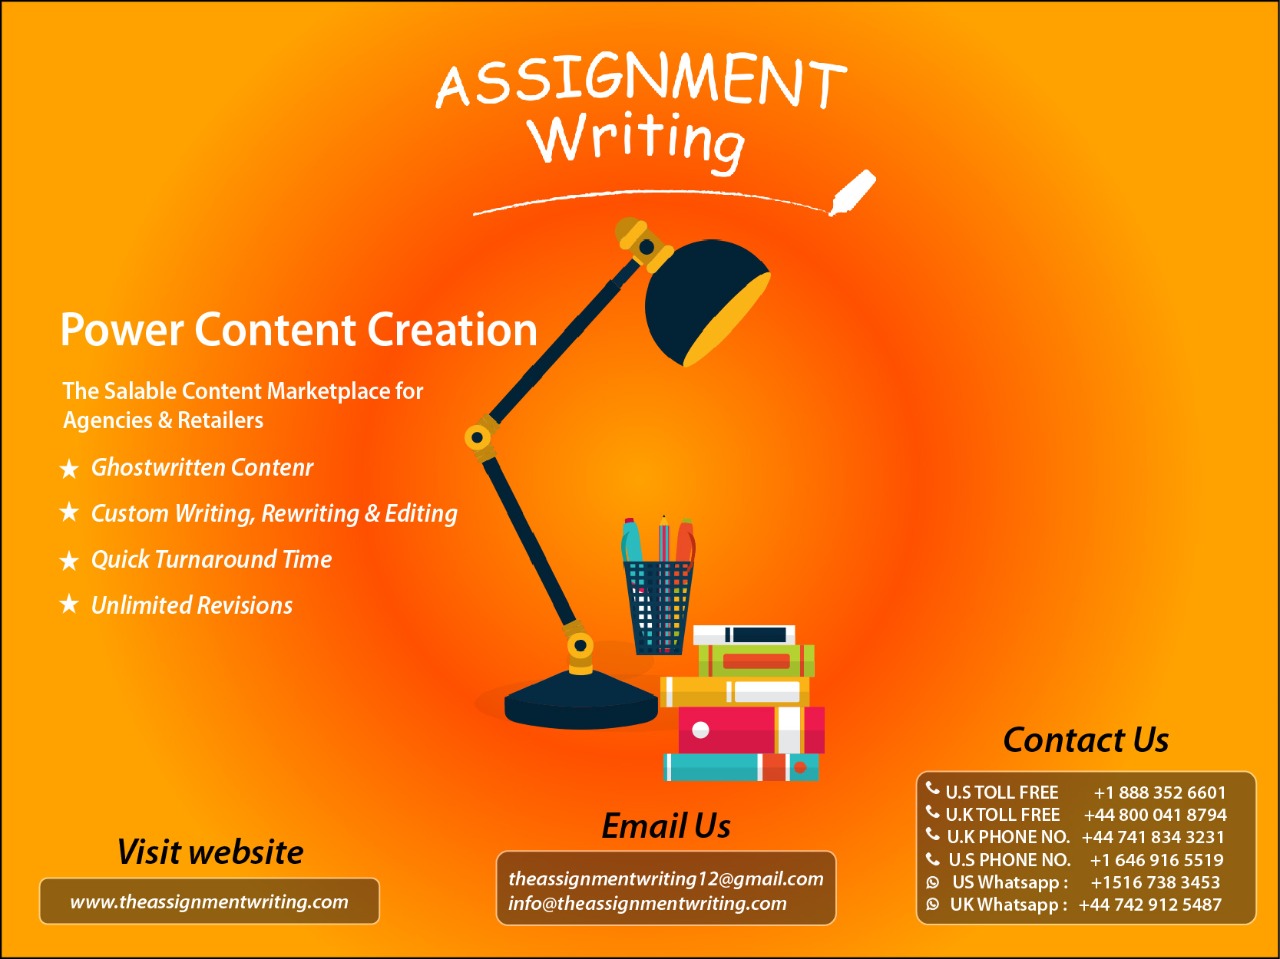 ASSIGNMENT
Writing
Power Content Creation
The Salable Content Marketplace for
Agencies & Retailers
Ghostwritten Contenr
Custom Writing, Rewriting & Editing
Quick Turnaround Time
Unlimited Revisions
Visit website
www.theassignmentwriting.com
Email Us
theassignmentwriting12@gmail.com
info@theassignmentwriting.com
Contact Us
U.S TOLL FREE +1 888 352 6601
U.K TOLL FREE +44 800 041 8794
U.K PHONE NO. +44 741 834 3231
U.S PHONE NO. +1 646 916 5519
US Whatsapp : +1516 738 3453
UK Whatsapp : +44 742 912 5487